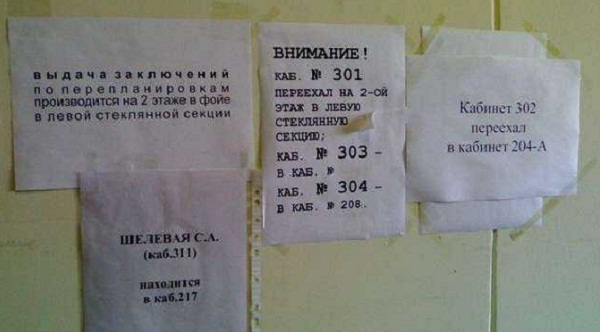 выдача заключений
по перепланировкам
производится на 2 этаже в фойе
в левой стеклянной секции
ШЕЛЕВАЯ С.А.
(каб.311)
находится
в каб.217
ВНИМАНИЕ!
КАБ. № 301
ПЕРЕЕХАЛ НА 2-ОЙ
ЭТАЖ В ЛЕВУЮ
СТЕКЛЯННУЮ
СЕКЦИЮ;
КАБ. № 303 -
В КАБ. №
КАБ. № 304 -
В КАБ. № 208.
Кабинет 302
переехал
в кабинет 204-А